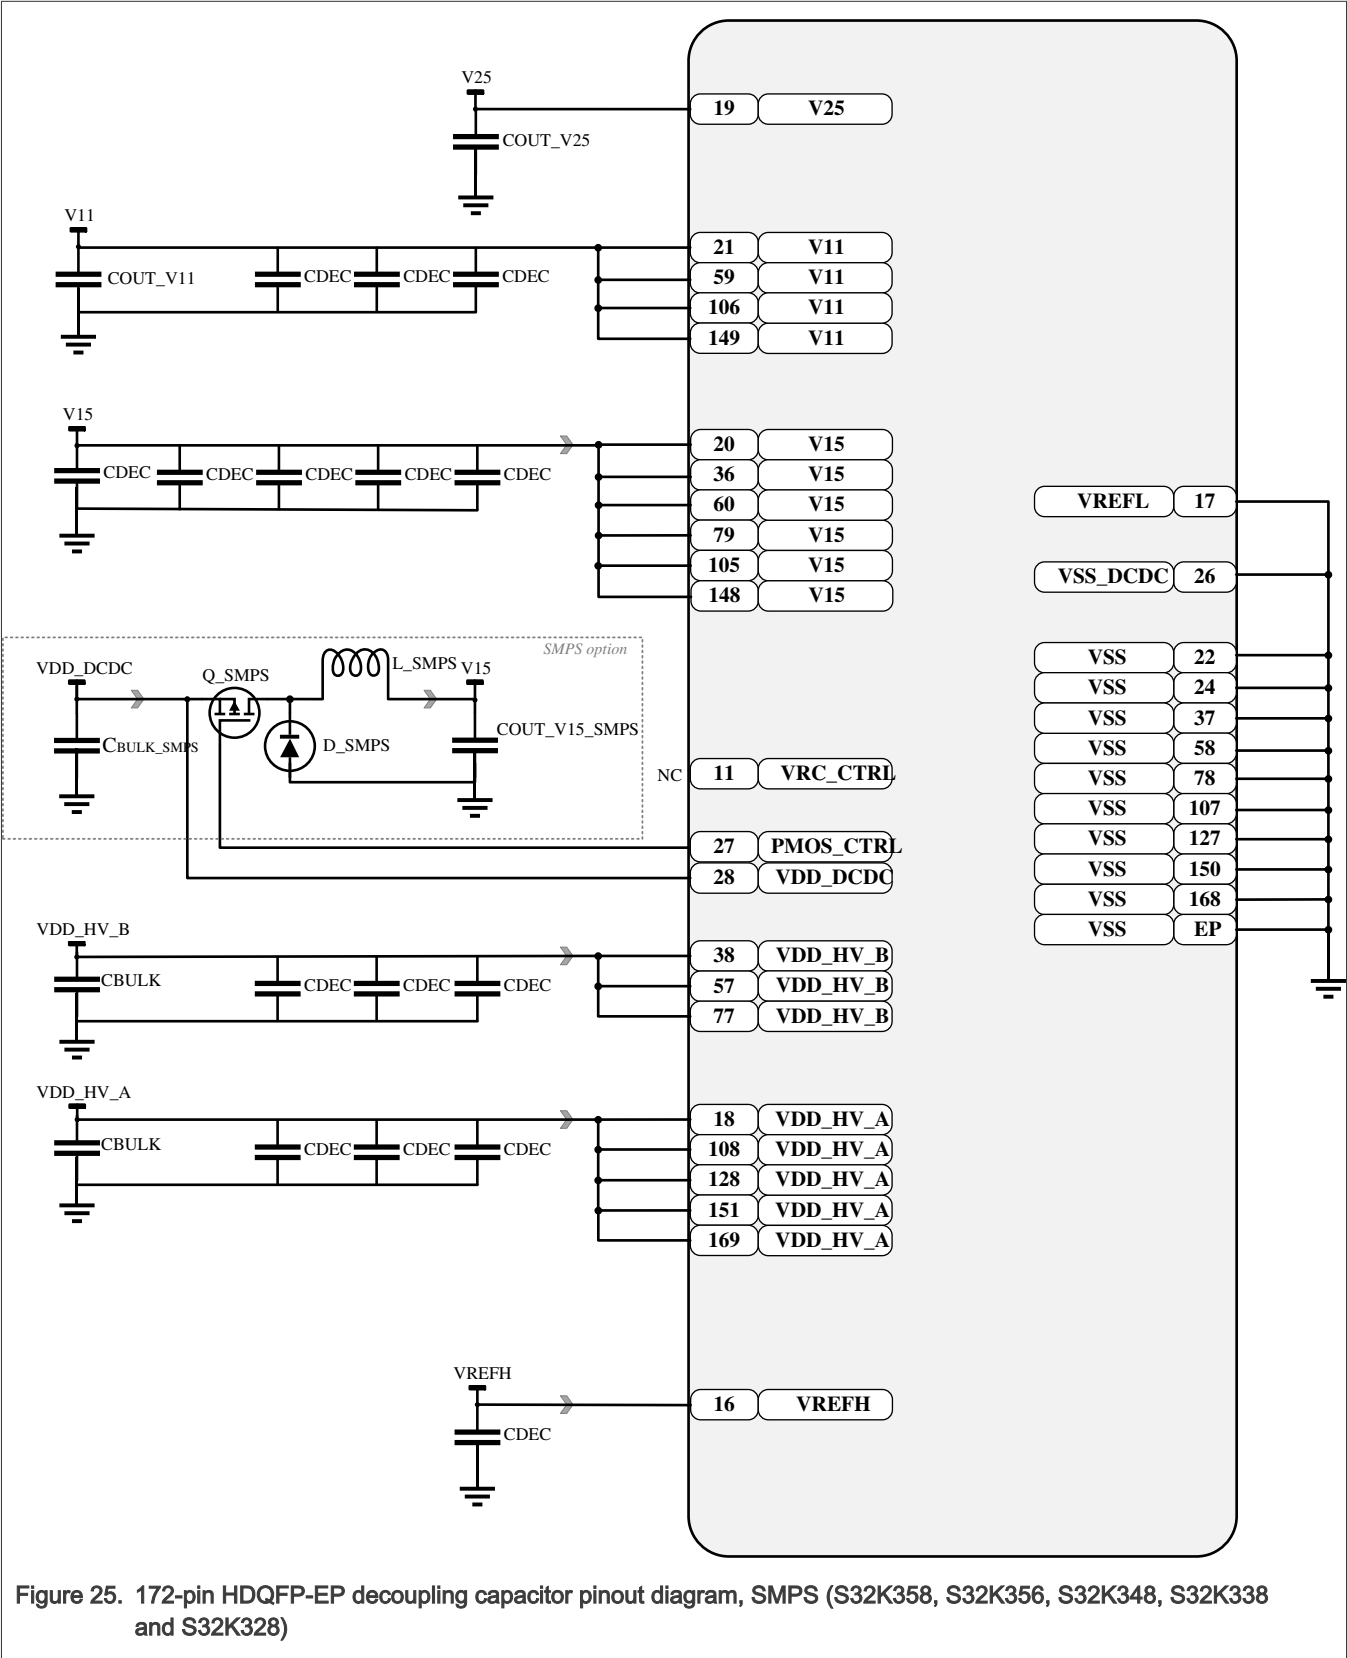 V25
19 V25
COUT_V25
V11
21 V11
COUT_V11 CDEC CDEC CDEC
59 V11
106 V11
149 V11
V15
20 V15
CDEC CDEC CDEC CDEC CDEC
36 V15
60 V15
79 V15
105 V15
148 V15
VREFL 17
VSS_DCDC 26
SMPS option
VDD_DCDC Q_SMPS L_SMPS V15
CBULK_SMPS D_SMPS COUT_V15_SMPS
NC 11 VRC_CTRL
27 PMOS_CTRL
28 VDD_DCDC
VSS 22
VSS 24
VSS 37
VSS 58
VSS 78
VSS 107
VSS 127
VSS 150
VSS 168
VSS EP
VDD_HV_B
38 VDD_HV_B
CBULK CDEC CDEC CDEC
57 VDD_HV_B
77 VDD_HV_B
VDD_HV_A
18 VDD_HV_A
CBULK CDEC CDEC CDEC
108 VDD_HV_A
128 VDD_HV_A
151 VDD_HV_A
169 VDD_HV_A
VREFH
16 VREFH
CDEC
Figure 25. 172-pin HDQFP-EP decoupling capacitor pinout diagram, SMPS (S32K358, S32K356, S32K348, S32K338
and S32K328)